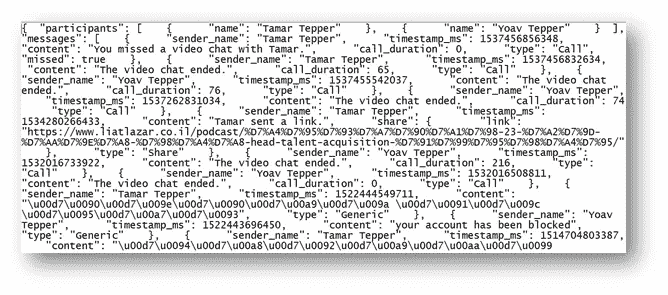 { "participants": [ { "name": "Tamar Tepper" }, { "name": "Yoav Tepper" } ],
"messages": [ { "sender_name": "Tamar Tepper", "timestamp_ms": 1537456856348,
"content": "You missed a video chat with Tamar.", "call_duration": 0, "type": "Call",
"missed": true }, { "sender_name": "Tamar Tepper", "timestamp_ms": 1537456832634,
"content": "The video chat ended.", "call_duration": 65, "type": "Call" }, {
"sender_name": "Yoav Tepper", "timestamp_ms": 1537455542037, "content": "The video chat
ended.", "call_duration": 76, "type": "Call" }, { "sender_name": "Yoav
Tepper", "timestamp_ms": 1537262831034, "content": "The video chat ended.", "call_duration": 74
"type": "Call" }, { "sender_name": "Tamar Tepper", "timestamp_ms":
1534280266433, "content": "Tamar sent a link.", "share": { "link":
"https://www.liatlazar.co.il/podcast/%D7%A4%D7%95%D7%93%D7%A7%D7%90%D7%A1%D7%98-23-%D7%A2%D7%9D-
%D7%AA%D7%9E%D7%A8-%D7%98%D7%A4%D7%A8-head-talent-acquisition-%D7%91%D7%99%D7%95%D7%98%D7%A4%D7%95/"
}, "type": "Share" }, { "sender_name": "Yoav Tepper", "timestamp_ms":
1532016733922, "content": "The video chat ended.", "call_duration": 216, "type":
"Call" }, { "sender_name": "Yoav Tepper", "timestamp_ms": 1532016508811,
"content": "The video chat ended.", "call_duration": 0, "type": "Call" }, {
"sender_name": "Tamar Tepper", "timestamp_ms": 1522444549711, "content":
"\u00d7\u0090\u00d7\u009e\u00d7\u0090\u00d7\u00a9\u00d7\u009a \u00d7\u0091\u00d7\u009c
\u00d7\u0095\u00d7\u00a7\u00d7\u0093", "type": "Generic" }, { "sender_name": "Yoav
Tepper", "timestamp_ms": 1522443696450, "content": "your account has been blocked",
"type": "Generic" }, { "sender_name": "Tamar Tepper", "timestamp_ms": 1514704803387,
"content": "\u00d7\u0094\u00d7\u00a8\u00d7\u0092\u00d7\u00a9\u00d7\u00aa\u00d7\u0099